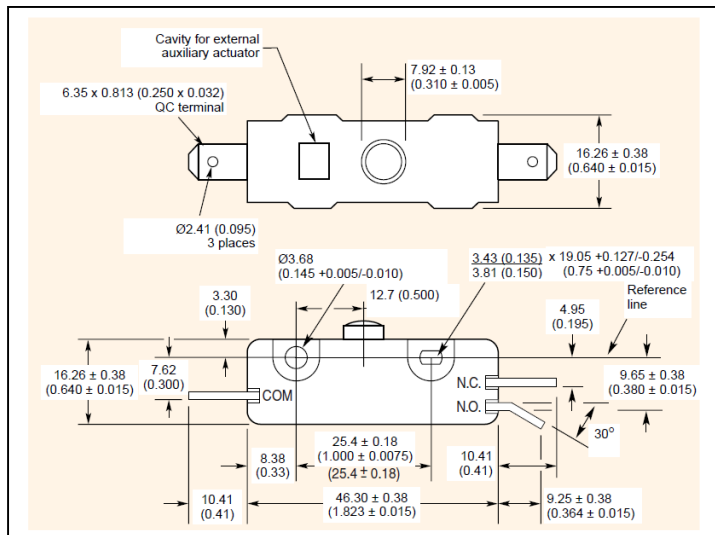 Cavity for external
auxiliary actuator
7.92 ± 0.13
(0.310 ± 0.005)
6.35 x 0.813 (0.250 x 0.032)
QC terminal
16.26 ± 0.38
(0.640 ± 0.015)
Ø2.41 (0.095)
3 places
Ø3.68
(0.145 +0.005/-0.010)
3.43 (0.135) x 19.05 +0.127/-0.254
3.81 (0.150) (0.75 +0.005/-0.010)
Reference
line
12.7 (0.500)
3.30
(0.130)
4.95
(0.195)
16.26 ± 0.38
(0.640 ± 0.015)
7.62
(0.300)
COM
N.C.
N.O.
9.65 ± 0.38
(0.380 ± 0.015)
30°
8.38
(0.33)
25.4 ± 0.18
(1.000 ± 0.0075)
(25.4 ± 0.18)
10.41
(0.41)
10.41
(0.41)
46.30 ± 0.38
(1.823 ± 0.015)
9.25 ± 0.38
(0.364 ± 0.015)